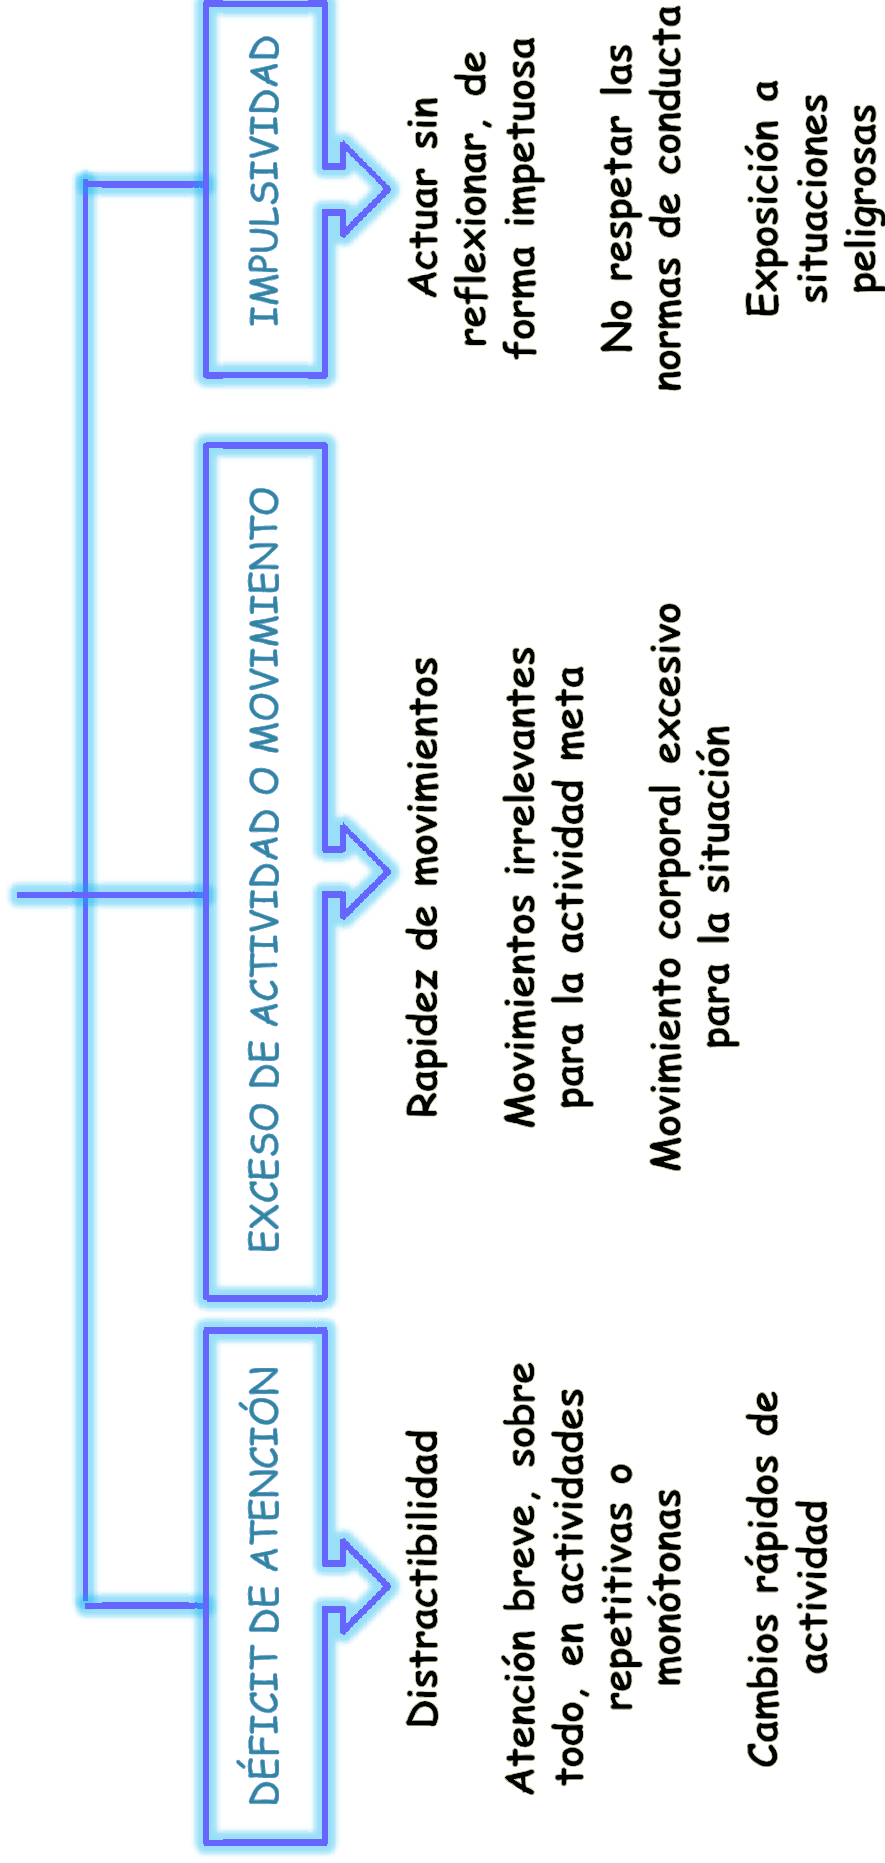 DÉFICIT DE ATENCIÓN
Distractibilidad
Atención breve, sobre
todo, en actividades
repetitivas o
monótonas
Cambios rápidos de
actividad
EXCESO DE ACTIVIDAD O MOVIMIENTO
Rapidez de movimientos
Movimientos irrelevantes
para la actividad meta
Movimiento corporal excesivo
para la situación
IMPULSIVIDAD
Actuar sin
reflexionar, de
forma impetuosa
No respetar las
normas de conducta
Exposición a
situaciones
peligrosas